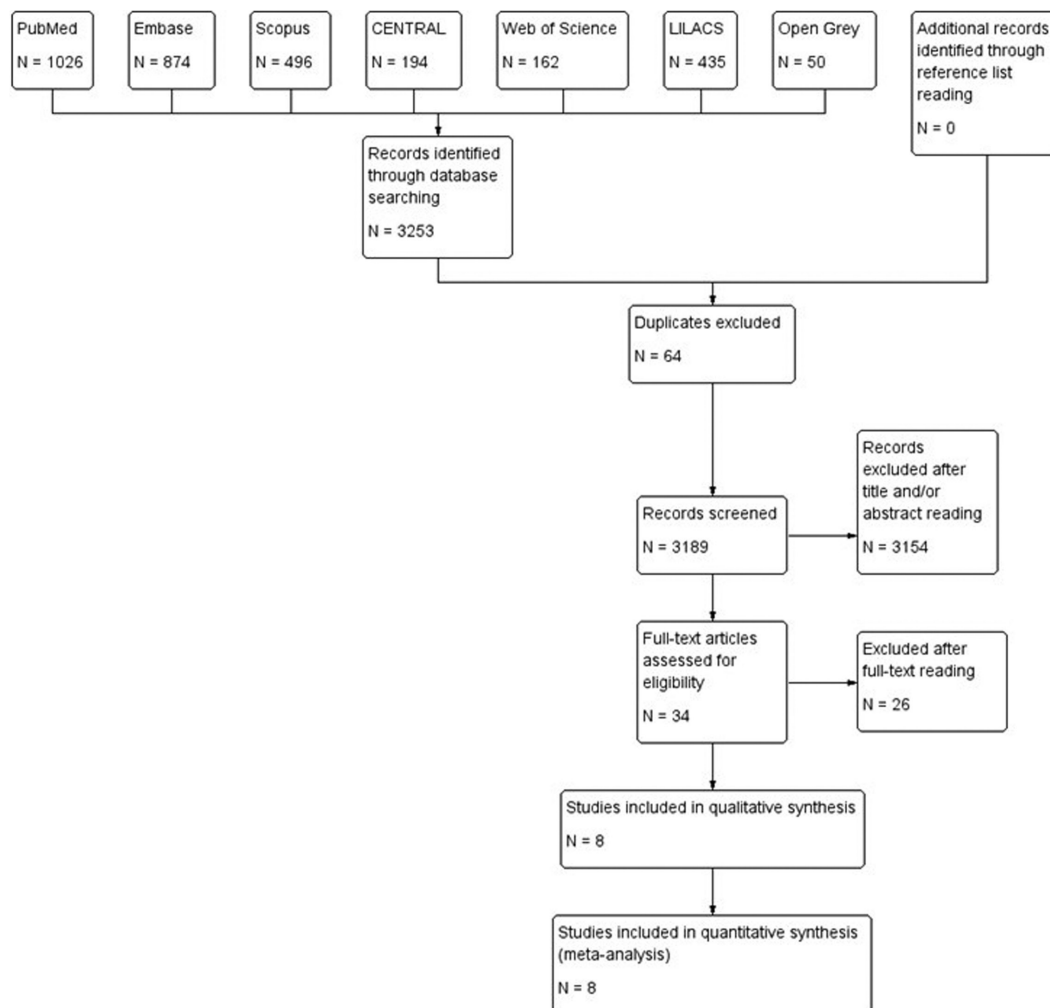 PubMed
N = 1026
Embase
N = 874
Scopus
N = 496
CENTRAL
N = 194
Web of Science
N = 162
LILACS
N = 435
Open Grey
N = 50
Additional records
identified through
reference list
reading
N = 0
Records identified
through database
searching
N = 3253
Duplicates excluded
N = 64
Records screened
N = 3189
Records
excluded after
title and/or
abstract reading
N = 3154
Full-text articles
assessed for
eligibility
N = 34
Excluded after
full-text reading
N = 26
Studies included in qualitative synthesis
N = 8
Studies included in quantitative synthesis
(meta-analysis)
N = 8